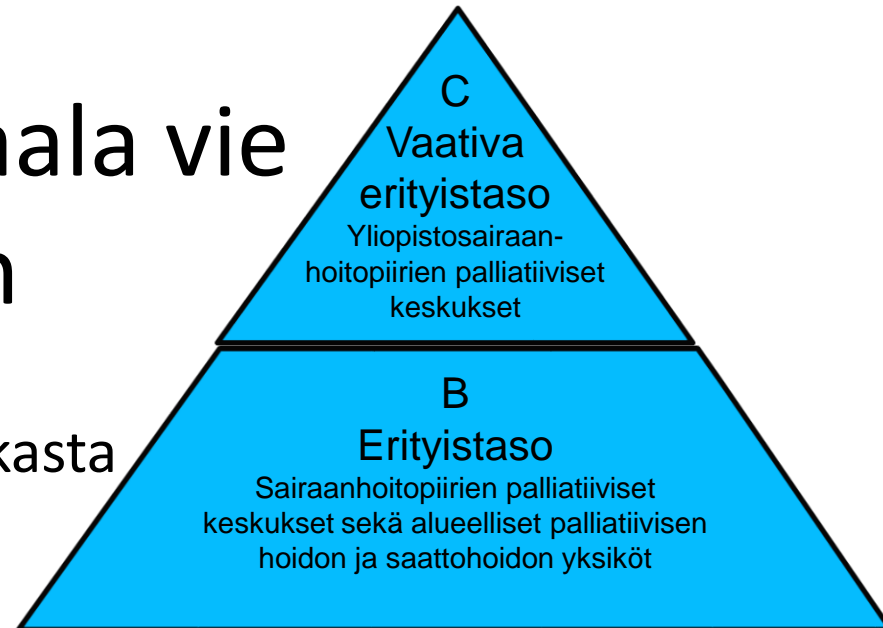 ala vie
n
kasta
C
Vaativa
erityistaso
Yliopistosairaan-
hoitopiirien palliatiiviset
keskukset
B
Erityistaso
Sairaanhoitopiirien palliatiiviset
keskukset sekä alueelliset palliatiivisen
hoidon ja saattohoidon yksiköt